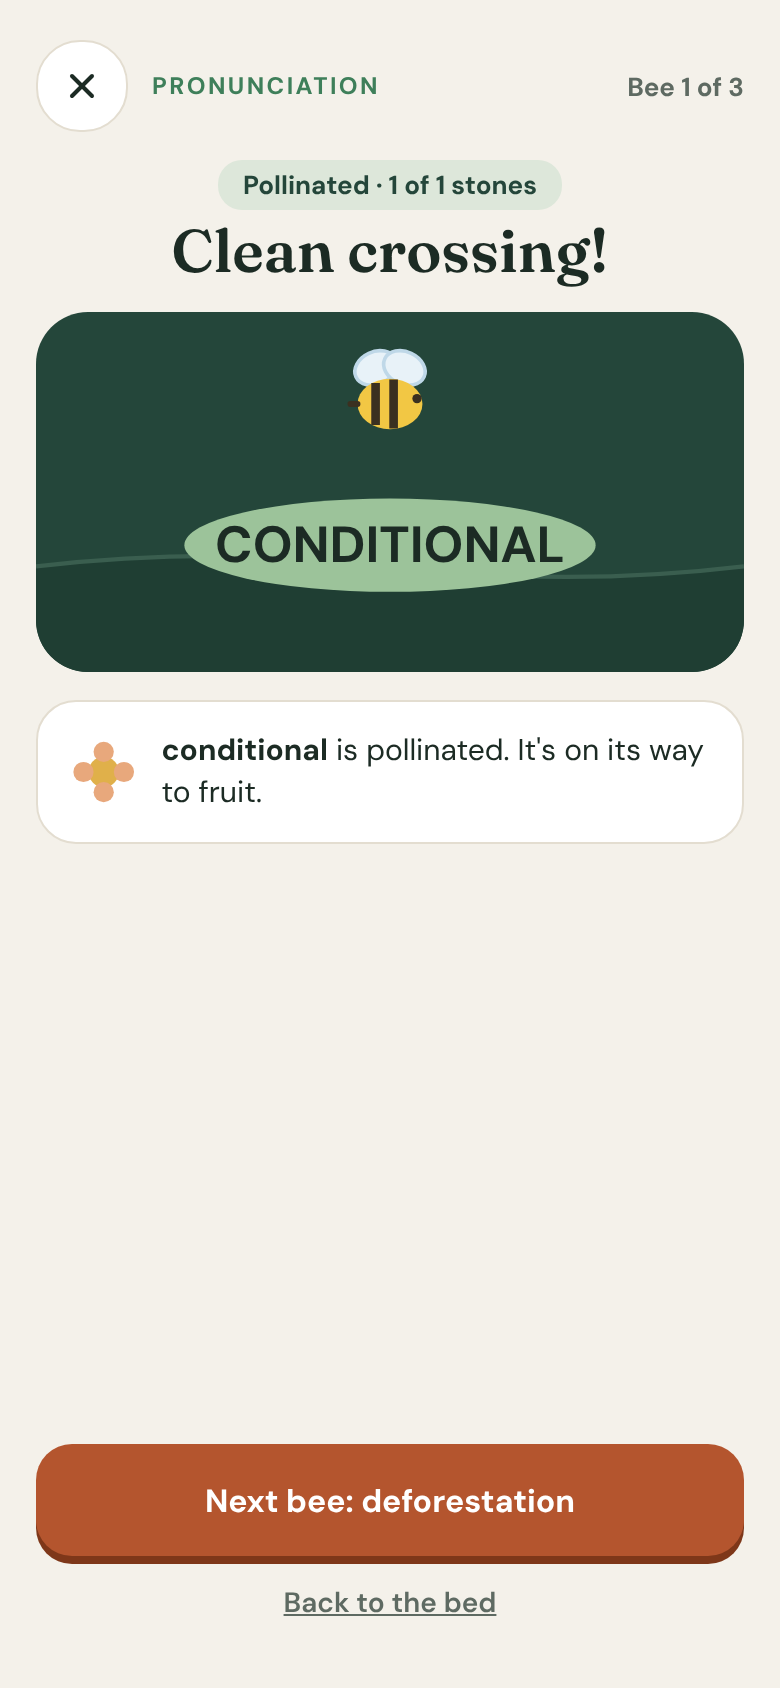 PRONUNCIATION
Bee 1 of 3
Pollinated · 1 of 1 stones
Clean crossing!
CONDITIONAL
conditional is pollinated. It's on its way
to fruit.
Next bee: deforestation
Back to the bed